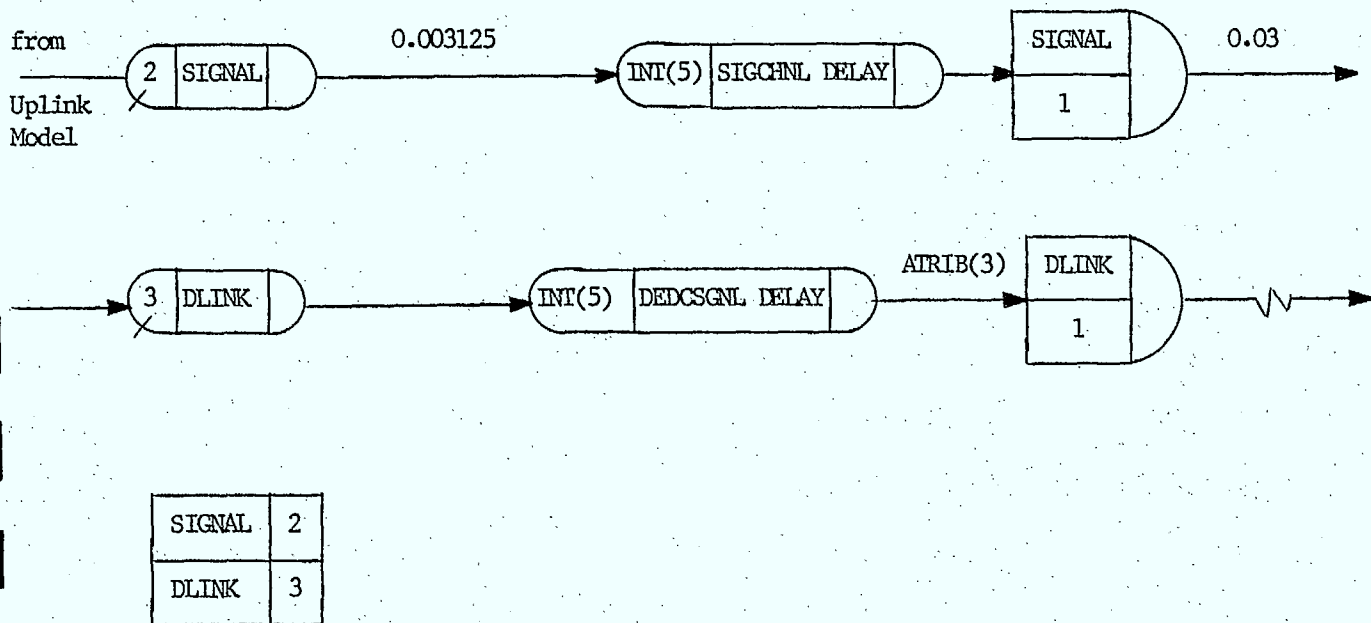 from
Uplink
Model
2 SIGNAL
0.003125
INT(5) SIGCHNL DELAY
SIGNAL
1
0.03
3 DLINK
INT(5) DEDCSGNL DELAY
ATRIB(3)
DLINK
1
SIGNAL 2
DLINK 3